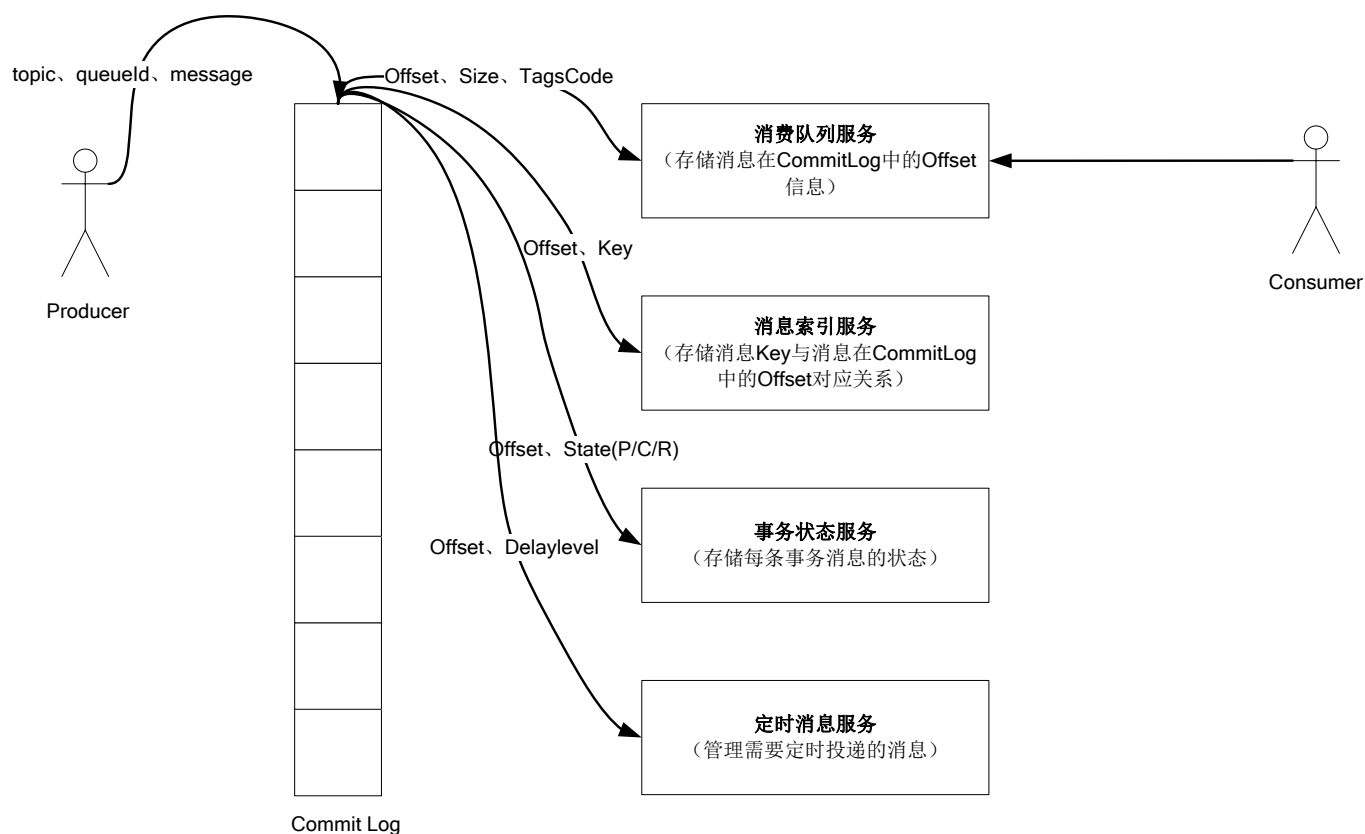 topic、queueId、message
Offset、Size、TagsCode
消费队列服务
（存储消息在CommitLog中的Offset
信息）
Offset、Key
Producer
Consumer
消息索引服务
（存储消息Key与消息在CommitLog
中的Offset对应关系）
Offset、State(P/C/R)
事务状态服务
（存储每条事务消息的状态）
Offset、Delaylevel
定时消息服务
（管理需要定时投递的消息）
Commit Log